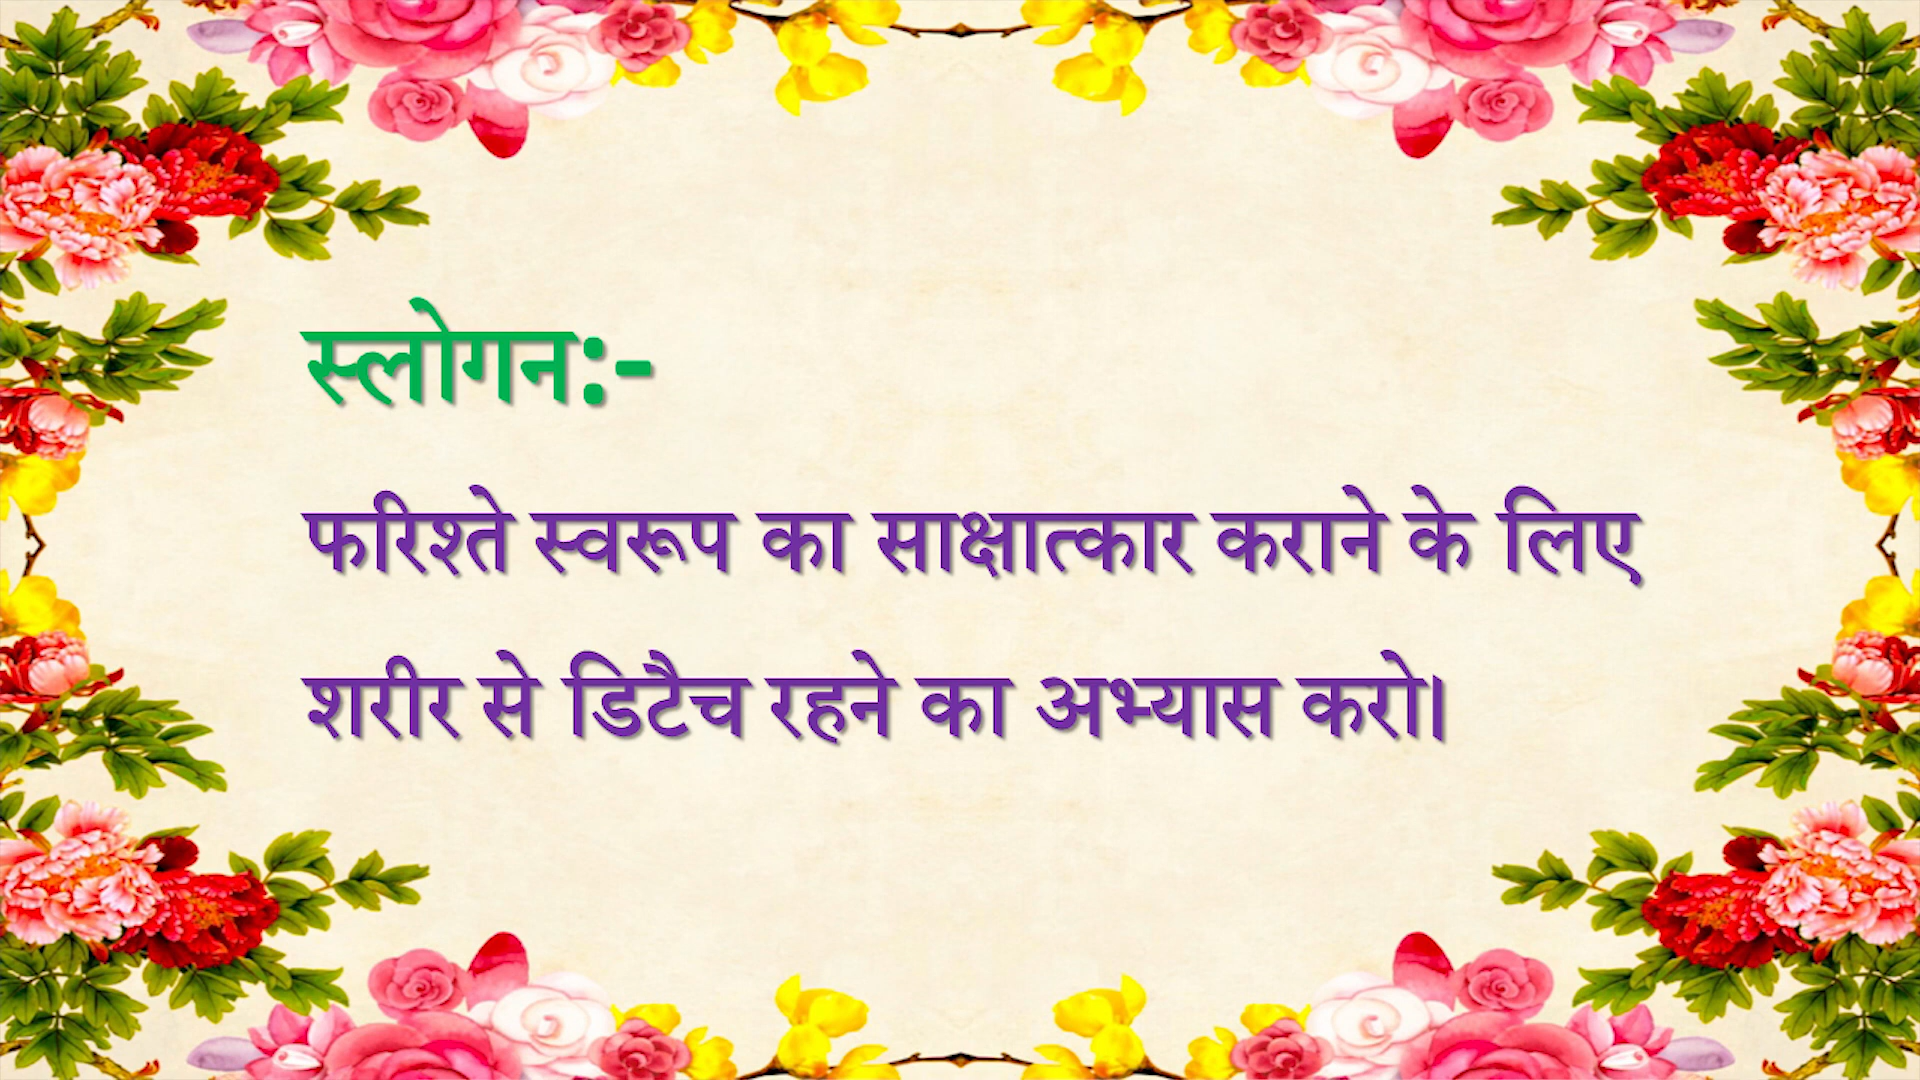 स्लोगन:-
फरिश्ते स्वरूप का साक्षात्कार कराने के लिए
शरीर से डिटैच रहने का अभ्यास करो।